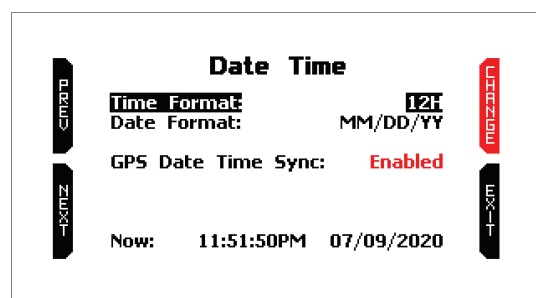 Date Time
PREV
CHANGE
Time Format: 12H
Date Format: MM/DD/YY
GPS Date Time Sync: Enabled
NEXT
EXIT
Now: 11:51:50PM 07/09/2020